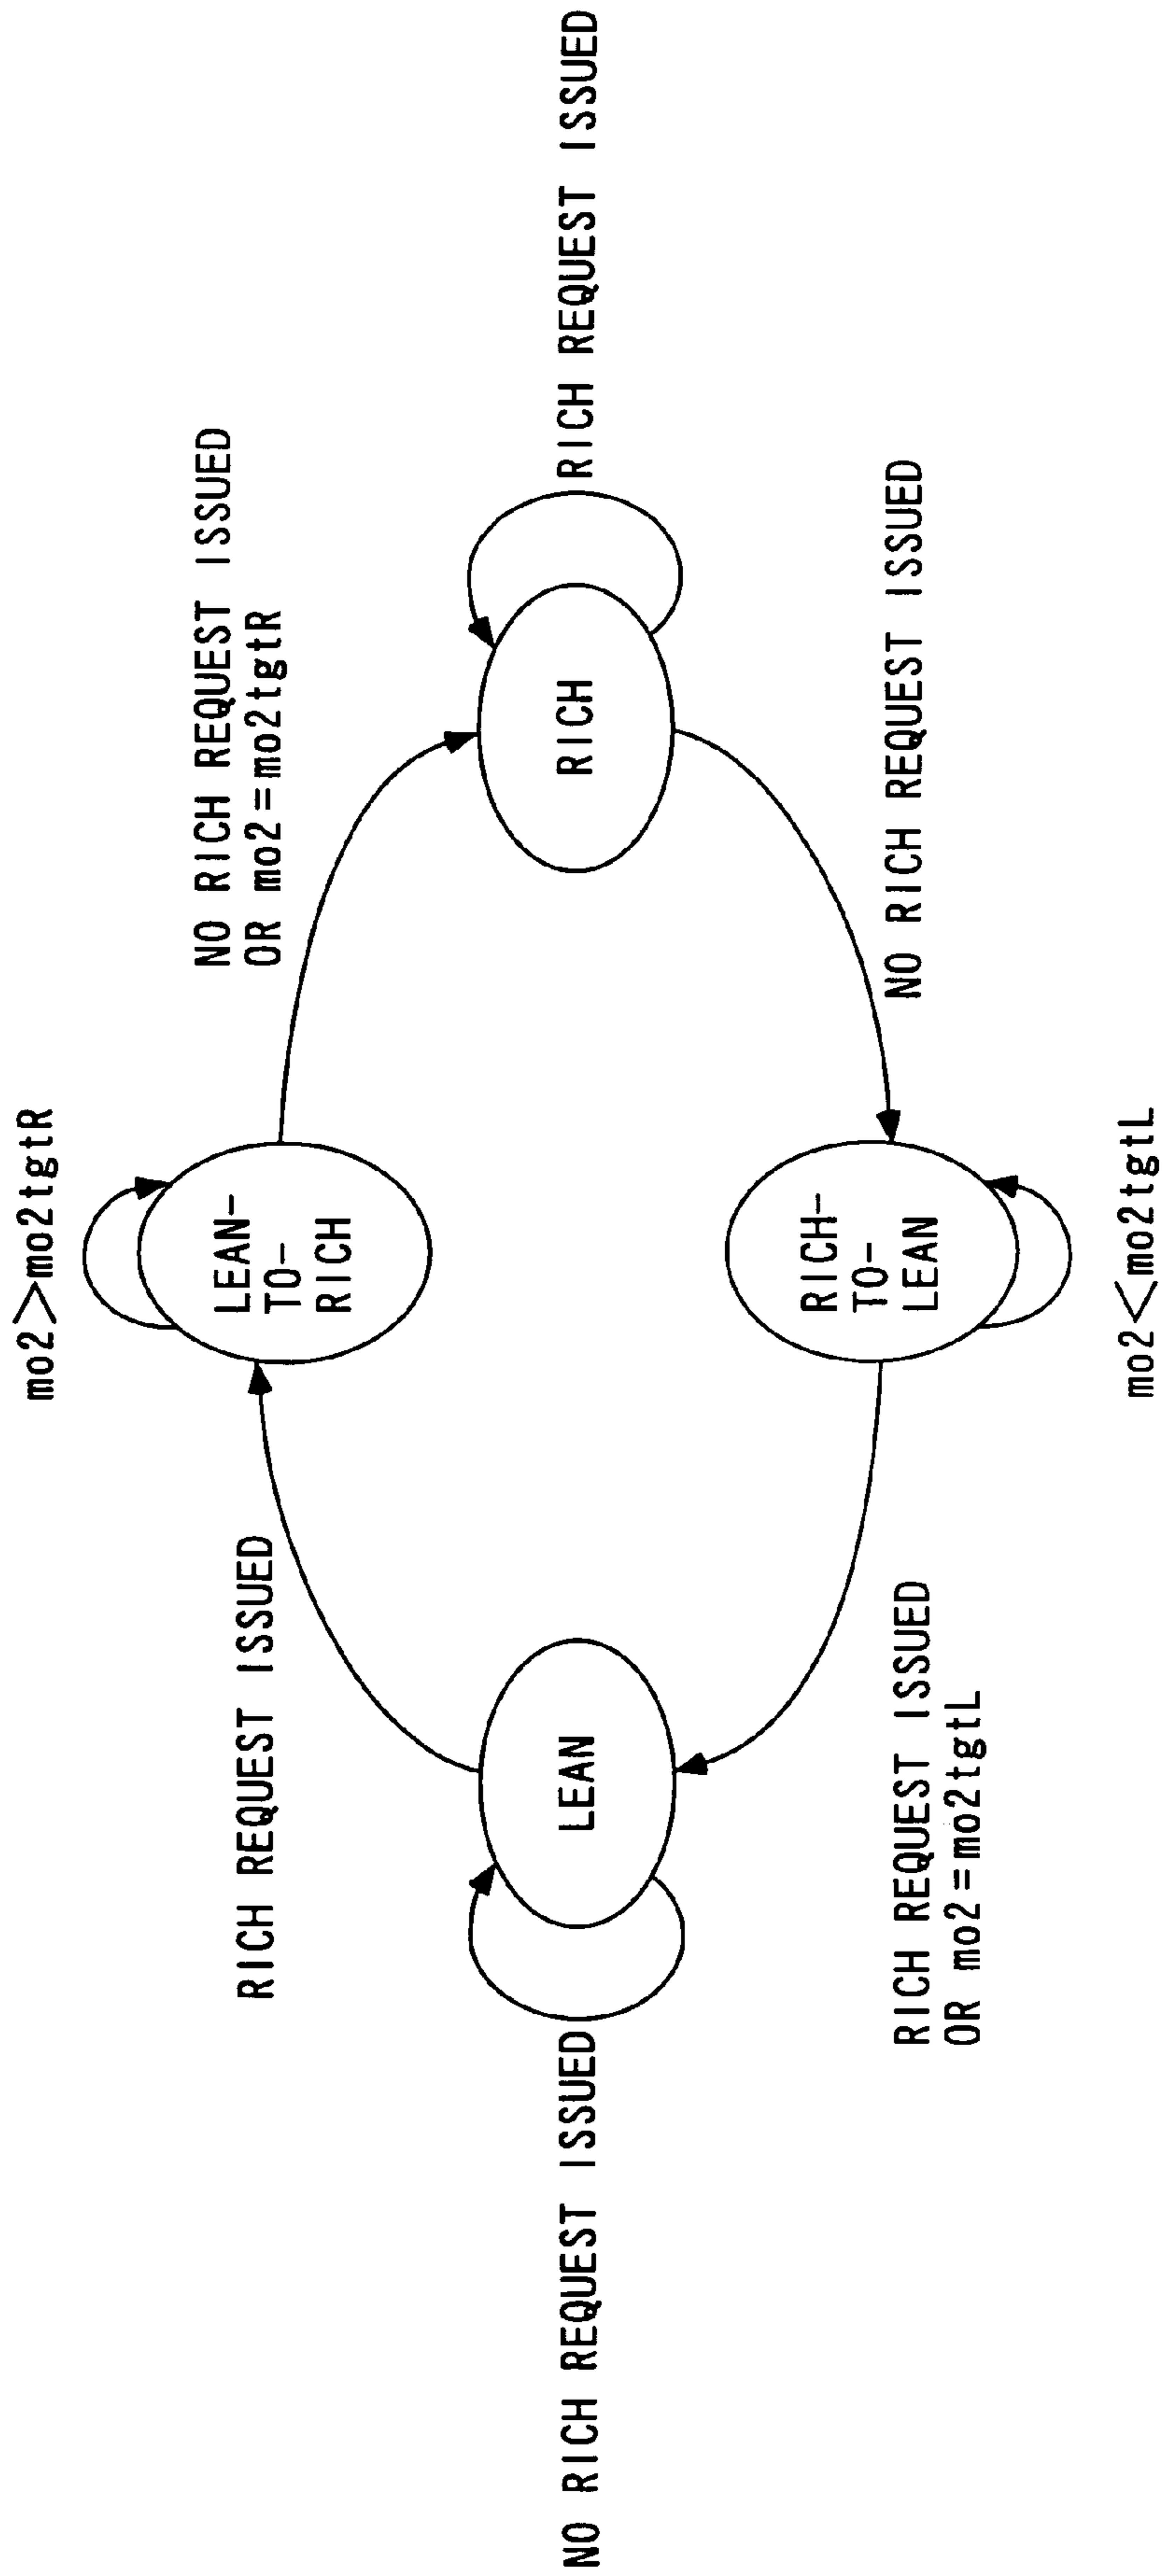 mo2>mo2tgtR
LEAN-
TO-
RICH
RICH REQUEST ISSUED
NO RICH REQUEST ISSUED
OR mo2=mo2tgtR
NO RICH REQUEST ISSUED
LEAN
RICH
RICH REQUEST ISSUED
RICH REQUEST ISSUED
OR mo2=mo2tgtL
RICH-
TO-
LEAN
NO RICH REQUEST ISSUED
mo2<mo2tgtL